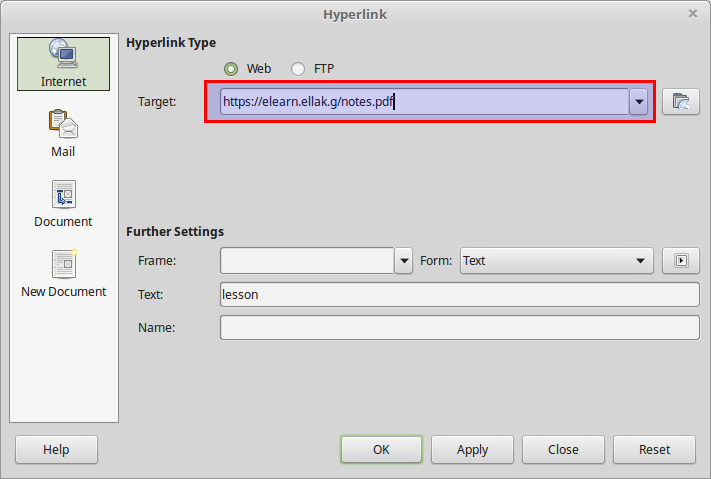 Hyperlink
Internet
Mail
Document
New Document
Hyperlink Type
Web FTP
Target: https://elearn.ellak.g/notes.pdf
Further Settings
Frame: Form: Text
Text: lesson
Name:
Help OK Apply Close Reset